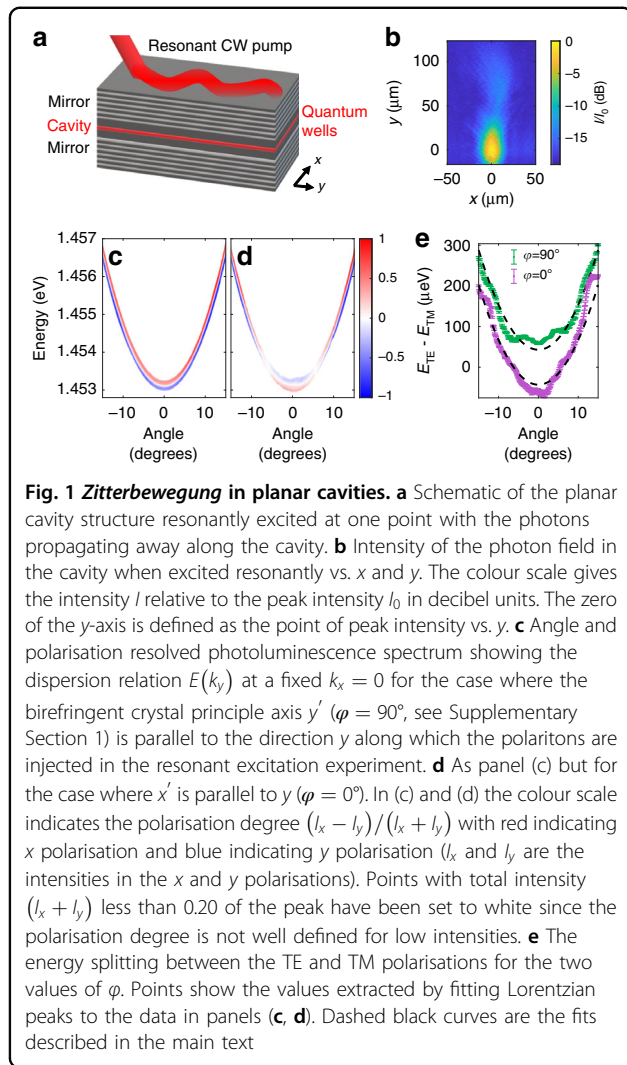 a
Resonant CW pump
Mirror
Cavity
Mirror
Quantum
wells
x
y
b
y (μm)
100
50
0
−50
0
50
x (μm)
0
−5
−10
−15
I/I0 (dB)
c
d
Energy (eV)
1.457
1.456
1.455
1.454
1.453
−10
0
10
Angle
(degrees)
−10
0
10
Angle
(degrees)
1
0.5
0
−0.5
−1
e
φ=90°
φ=0°
ETE - ETM (μeV)
300
200
100
0
−10
0
10
Angle
(degrees)
Fig. 1 Zitterbewegung in planar cavities. a Schematic of the planar
cavity structure resonantly excited at one point with the photons
propagating away along the cavity. b Intensity of the photon field in
the cavity when excited resonantly vs. x and y. The colour scale gives
the intensity I relative to the peak intensity I0 in decibel units. The zero
of the y-axis is defined as the point of peak intensity vs. y. c Angle and
polarisation resolved photoluminescence spectrum showing the
dispersion relation E(ky) at a fixed kx = 0 for the case where the
birefringent crystal principle axis y′ (φ = 90°, see Supplementary
Section 1) is parallel to the direction y along which the polaritons are
injected in the resonant excitation experiment. d As panel (c) but for
the case where x′ is parallel to y (φ = 0°). In (c) and (d) the colour scale
indicates the polarisation degree (Ix − Iy)/(Ix + Iy) with red indicating
x polarisation and blue indicating y polarisation (Ix and Iy are the
intensities in the x and y polarisations). Points with total intensity
(Ix + Iy) less than 0.20 of the peak have been set to white since the
polarisation degree is not well defined for low intensities. e The
energy splitting between the TE and TM polarisations for the two
values of φ. Points show the values extracted by fitting Lorentzian
peaks to the data in panels (c, d). Dashed black curves are the fits
described in the main text